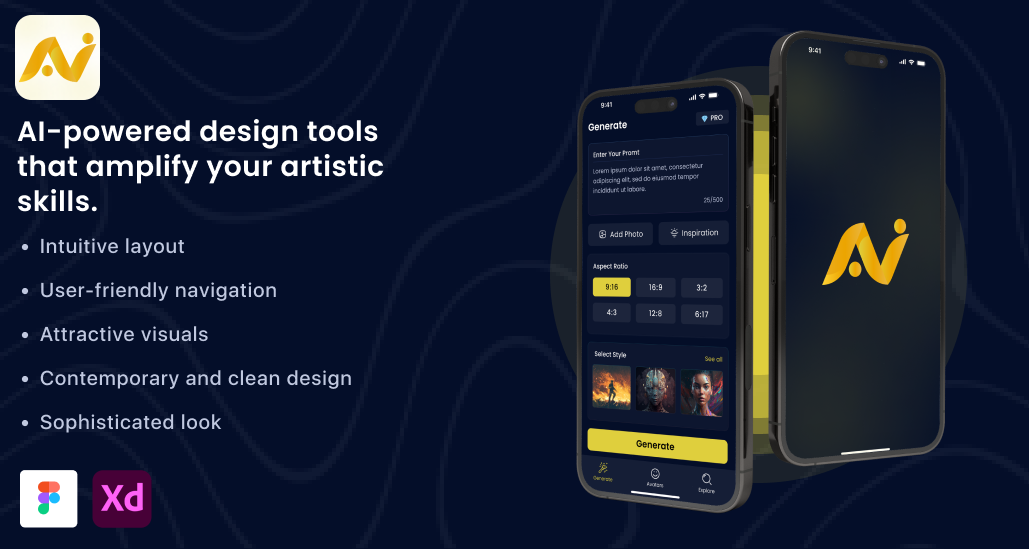 Ai
AI-powered design tools
that amplify your artistic
skills.
• Intuitive layout
• User-friendly navigation
• Attractive visuals
• Contemporary and clean design
• Sophisticated look
Xd
9:41
Generate
PRO
Enter Your Promt
Lorem ipsum dolor sit amet, consectetur
adipiscing elit, sed do eiusmod tempor
incididunt ut labore.
25/500
Add Photo
Inspiration
Aspect Ratio
9:16 16:9 3:2
4:3 12:8 6:17
Select Style
See all
Generate
Generate Avatars Explore
9:41
Ai